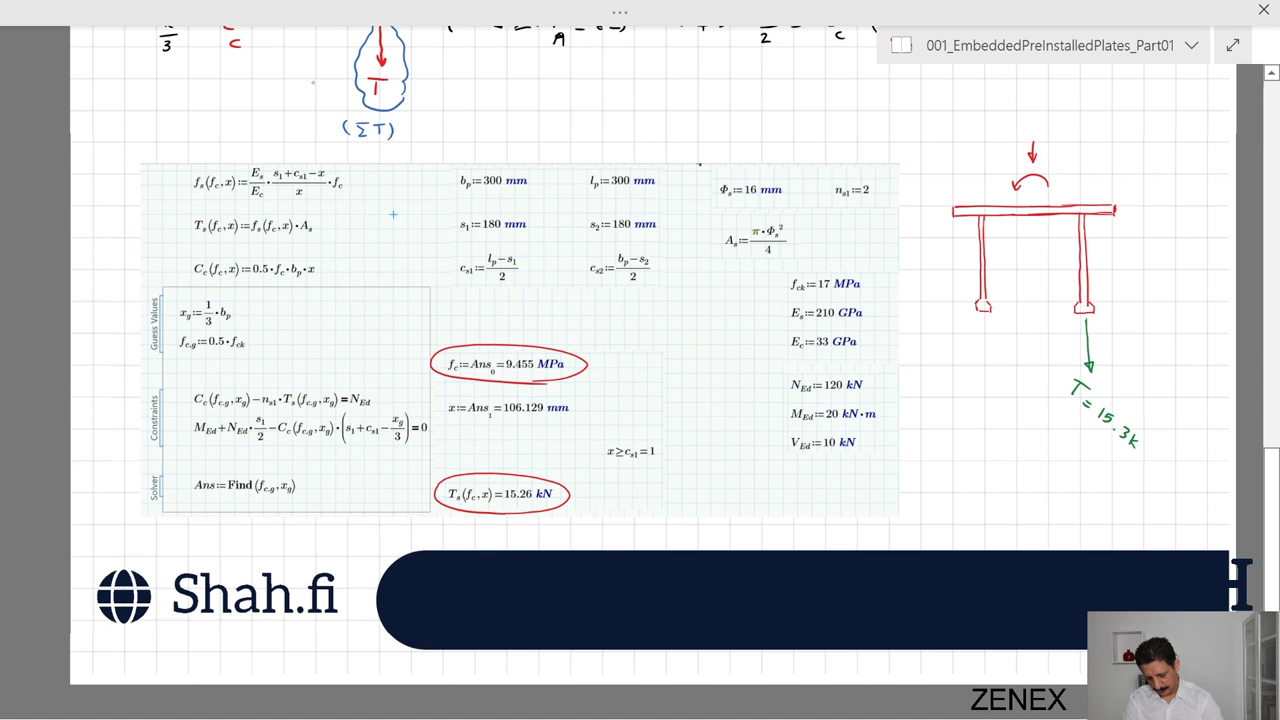 001_EmbeddedPreInstalledPlates_Part01
3
c
c
A
2
c
T
(ΣT)
f_s(f_c, x) := E_s/E_c · (s_1+c_s1−x)/x · f_c
T_s(f_c, x) := f_s(f_c, x) · A_s
C_c(f_c, x) := 0.5 · f_c · b_p · x
b_p := 300 mm
l_p := 300 mm
s_1 := 180 mm
s_2 := 180 mm
c_s1 := (l_p−s_1)/2
c_s2 := (b_p−s_2)/2
Φ_s := 16 mm
n_s1 := 2
A_s := π·Φ_s²/4
f_ck := 17 MPa
E_s := 210 GPa
E_c := 33 GPa
N_Ed := 120 kN
M_Ed := 20 kN·m
V_Ed := 10 kN
Guess Values
x_g := 1/3 · b_p
f_c.g := 0.5 · f_ck
Constraints
C_c(f_c.g, x_g) − n_s1 · T_s(f_c.g, x_g) = N_Ed
M_Ed + N_Ed · s_1/2 − C_c(f_c.g, x_g) · (s_1 + c_s1 − x_g/3) = 0
Solver
Ans := Find(f_c.g, x_g)
f_c := Ans_0 = 9.455 MPa
x := Ans_1 = 106.129 mm
x ≥ c_s1 = 1
T_s(f_c, x) = 15.26 kN
T
= 15.3k
Shah.fi
H
ZENEX